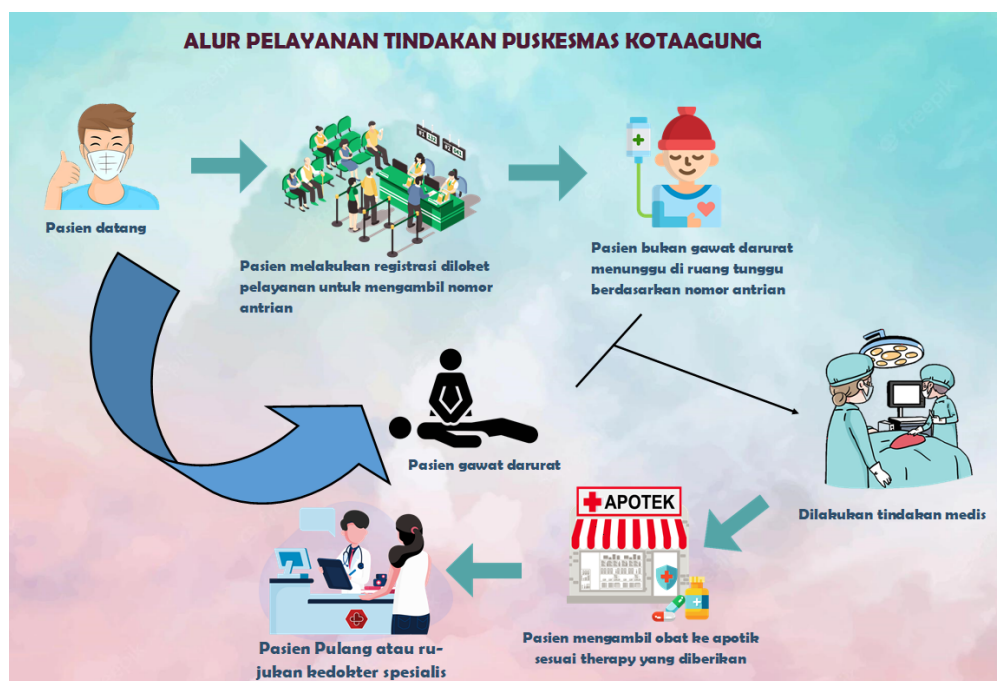 ALUR PELAYANAN TINDAKAN PUSKESMAS KOTAAGUNG
Pasien datang
Pasien melakukan registrasi diloket
pelayanan untuk mengambil nomor
antrian
Pasien bukan gawat darurat
menunggu di ruang tunggu
berdasarkan nomor antrian
Pasien gawat darurat
Dilakukan tindakan medis
APOTEK
Pasien mengambil obat ke apotik
sesuai therapy yang diberikan
Pasien Pulang atau ru-
jukan kedokter spesialis